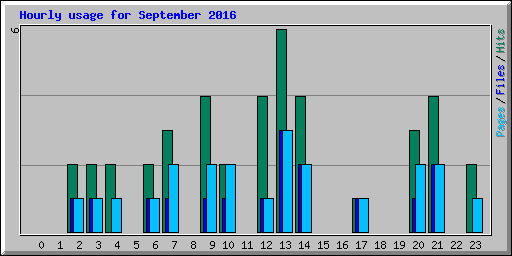 Hourly usage for September 2016
6
Pages/Files/Hits
0 1 2 3 4 5 6 7 8 9 10 11 12 13 14 15 16 17 18 19 20 21 22 23